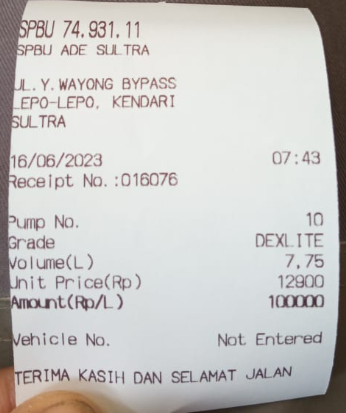 SPBU 74.931.11
SPBU ADE SULTRA
JL.Y.WAYONG BYPASS
LEPO-LEPO, KENDARI
SULTRA
16/06/2023 07:43
Receipt No.:016076
Pump No. 10
Grade DEXLITE
Volume(L) 7,75
Unit Price(Rp) 12900
Amount(Rp/L) 100000
Vehicle No. Not Entered
TERIMA KASIH DAN SELAMAT JALAN